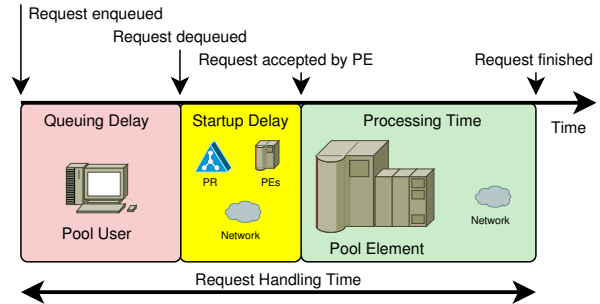 Request enqueued
Request dequeued
Request accepted by PE
Request finished
Time
Queuing Delay
Startup Delay
Processing Time
PR
PEs
Network
Network
Pool User
Pool Element
Request Handling Time